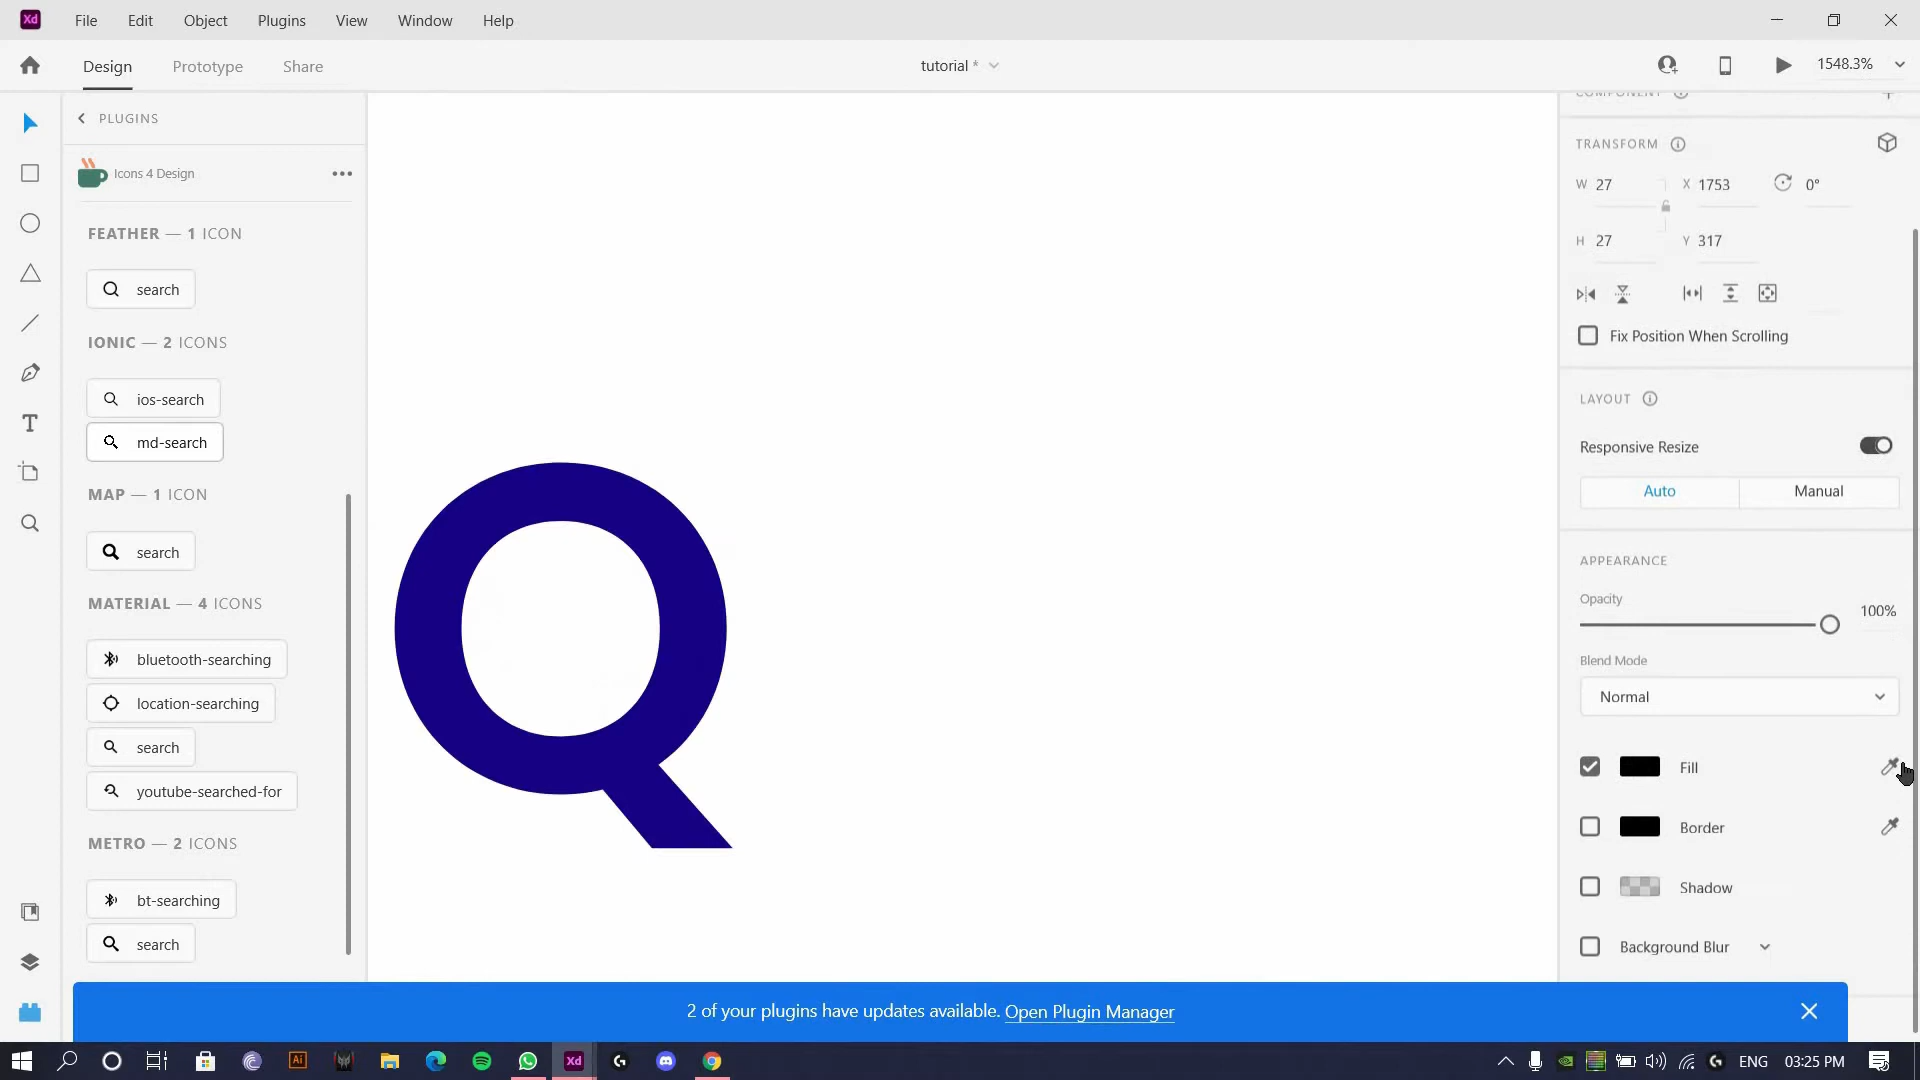 Xd File Edit Object Plugins View Window Help
Design Prototype Share tutorial * 1548.3%
PLUGINS
Icons 4 Design
FEATHER — 1 ICON
search
IONIC — 2 ICONS
ios-search
md-search
MAP — 1 ICON
search
MATERIAL — 4 ICONS
bluetooth-searching
location-searching
search
youtube-searched-for
METRO — 2 ICONS
bt-searching
search
Q
COMPONENT
TRANSFORM
W 27 X 1753 0°
H 27 Y 317
Fix Position When Scrolling
LAYOUT
Responsive Resize
Auto Manual
APPEARANCE
Opacity
100%
Blend Mode
Normal
Fill
Border
Shadow
Background Blur
2 of your plugins have updates available. Open Plugin Manager
Ai Xd ENG 03:25 PM